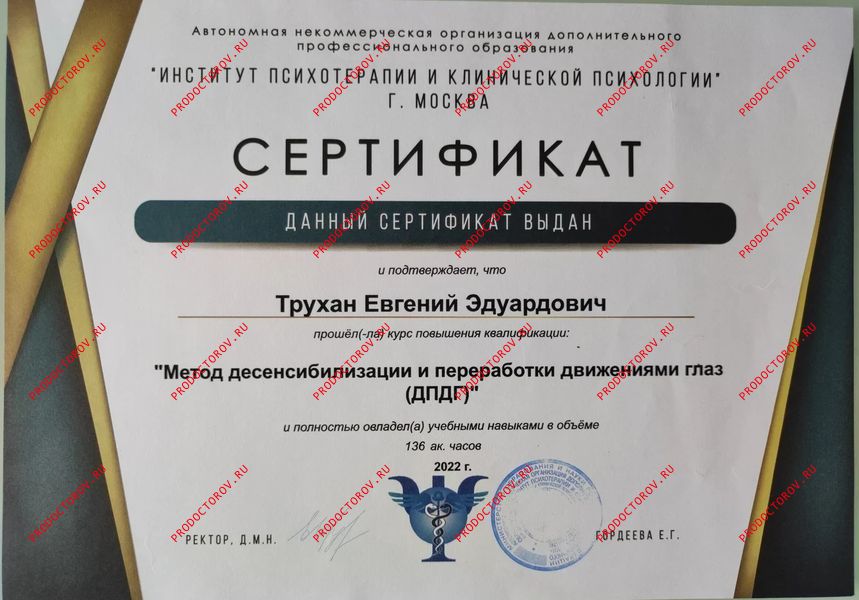 Автономная некоммерческая организация дополнительного
профессионального образования
"ИНСТИТУТ ПСИХОТЕРАПИИ И КЛИНИЧЕСКОЙ ПСИХОЛОГИИ"
Г. МОСКВА
СЕРТИФИКАТ
ДАННЫЙ СЕРТИФИКАТ ВЫДАН
и подтверждает, что
Трухан Евгений Эдуардович
прошёл(-ла) курс повышения квалификации:
"Метод десенсибилизации и переработки движениями глаз
(ДПДГ)"
и полностью овладел(а) учебными навыками в объёме
136 ак. часов
2022 г.
РЕКТОР, Д.М.Н.
ГОРДЕЕВА Е.Г.
PRODOCTOROV.RU